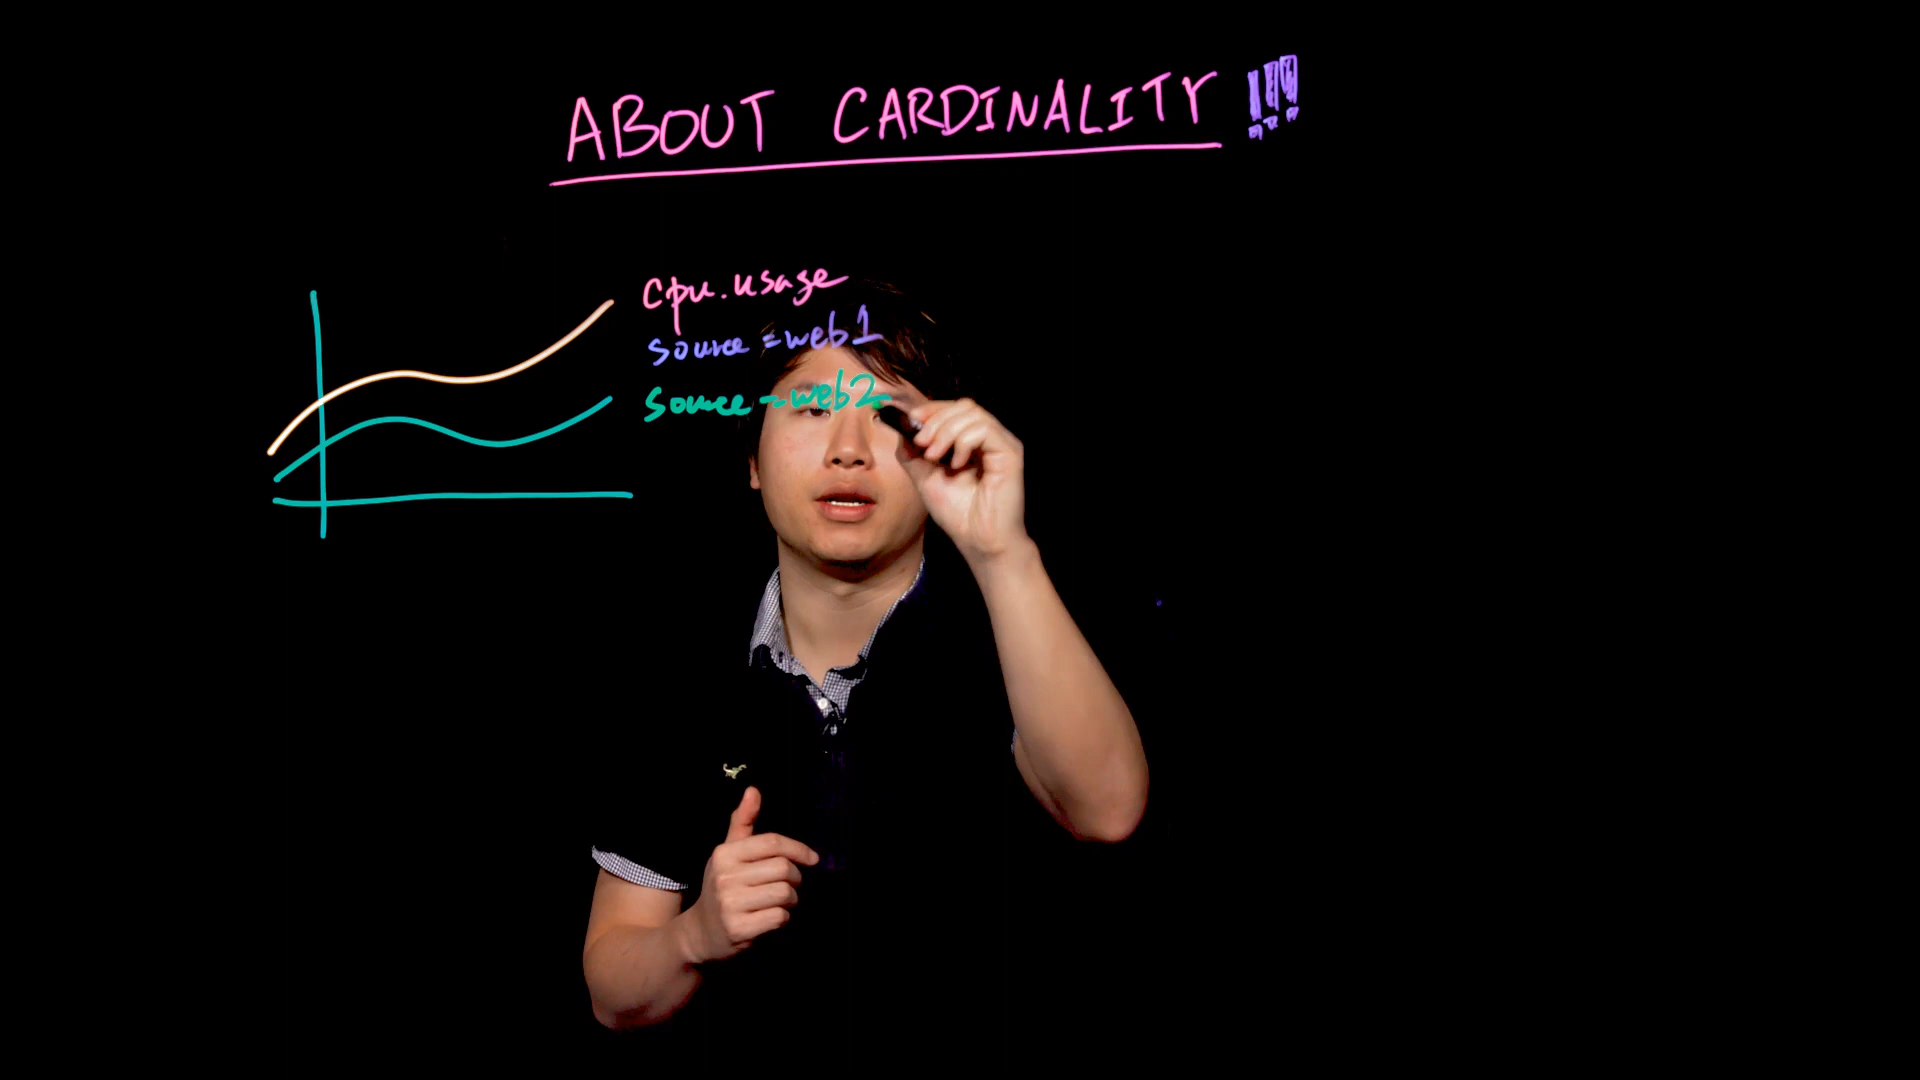 ABOUT CARDINALITY !!!
cpu.usage
source = web1
source = web2